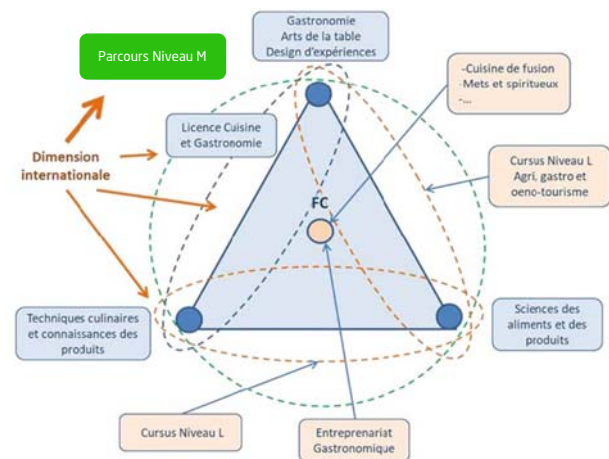 Gastronomie
Arts de la table
Design d'expériences
Parcours Niveau M
-Cuisine de fusion
-Mets et spiritueux
-...
Licence Cuisine
et Gastronomie
Dimension
internationale
Cursus Niveau L
Agri, gastro et
oeno-tourisme
FC
Techniques culinaires
et connaissances des
produits
Sciences des
aliments et des
produits
Cursus Niveau L
Entreprenariat
Gastronomique